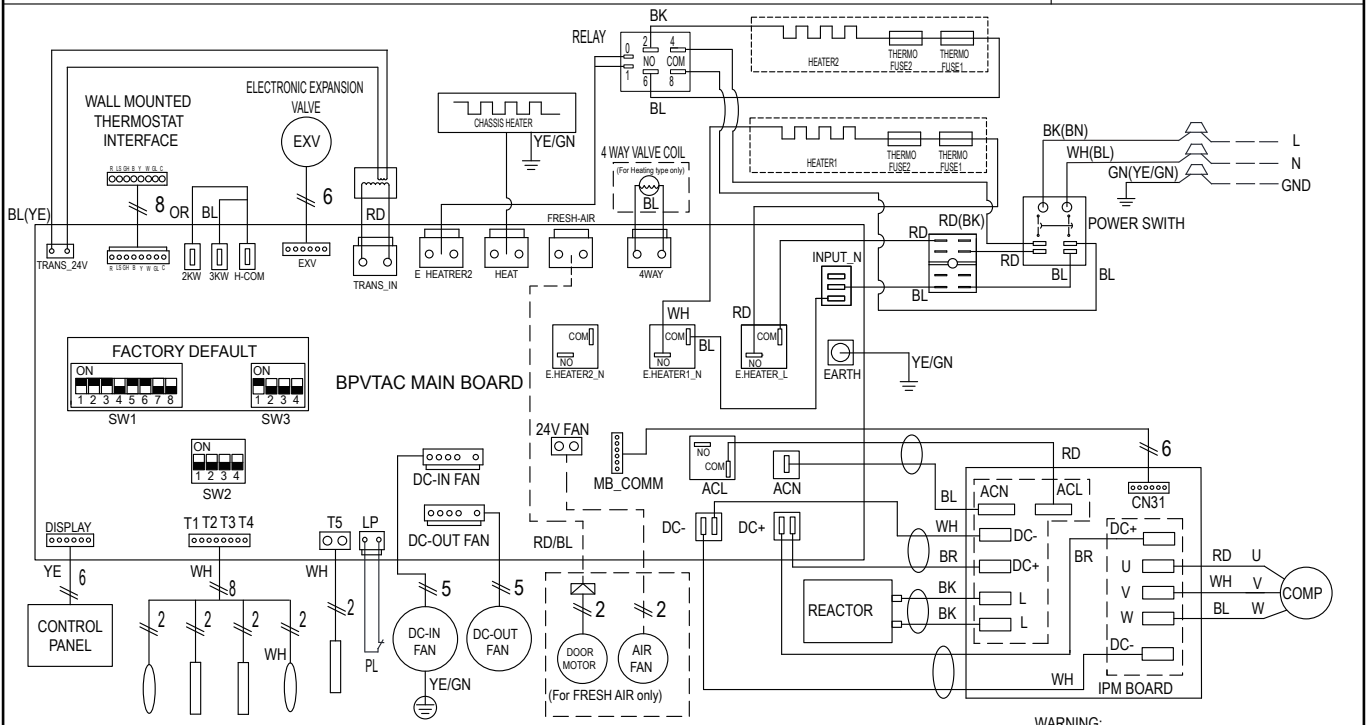 BK
RELAY
2 4
0
NO COM
1
6 8
BL
HEATER2
THERMO FUSE2
THERMO FUSE1
ELECTRONIC EXPANSION
VALVE
EXV
6
WALL MOUNTED
THERMOSTAT
INTERFACE
R LS GH B Y W GL C
8
OR
BL
CHASSIS HEATER
YE/GN
4 WAY VALVE COIL
(For Heating type only)
BL
HEATER1
THERMO FUSE2
THERMO FUSE1
BK(BN)
L
WH(BL)
N
GN(YE/GN)
GND
POWER SWITH
BL(YE)
RD
FRESH-AIR
RD(BK)
RD
RD
BL
BL
BL
TRANS_24V
R LS GH B Y W GL C
2KW
3KW
H-COM
EXV
TRANS_IN
E HEATRER2
HEAT
4WAY
INPUT_N
WH
RD
COM
NO
E.HEATER2_N
COM
NO
E.HEATER1_N
BL
COM
NO
E.HEATER_L
EARTH
YE/GN
FACTORY DEFAULT
ON
1 2 3 4 5 6 7 8
SW1
ON
1 2 3 4
SW3
BPVTAC MAIN BOARD
ON
1 2 3 4
SW2
24V FAN
MB_COMM
NO
COM
ACL
ACN
RD
6
CN31
DC-IN FAN
DC-OUT FAN
DC-
DC+
BL
ACN
ACL
WH
DC-
BR
DC+
BK
L
BK
L
BR
DC+
U
V
W
DC-
RD U
WH V
BL W
COMP
DISPLAY
T1 T2 T3 T4
T5
LP
RD/BL
YE
6
CONTROL
PANEL
WH
8
2
2
2
2
WH
WH
2
PL
5
DC-IN
FAN
YE/GN
5
DC-OUT
FAN
2
DOOR
MOTOR
2
AIR
FAN
(For FRESH AIR only)
REACTOR
WH
IPM BOARD
WARNING: